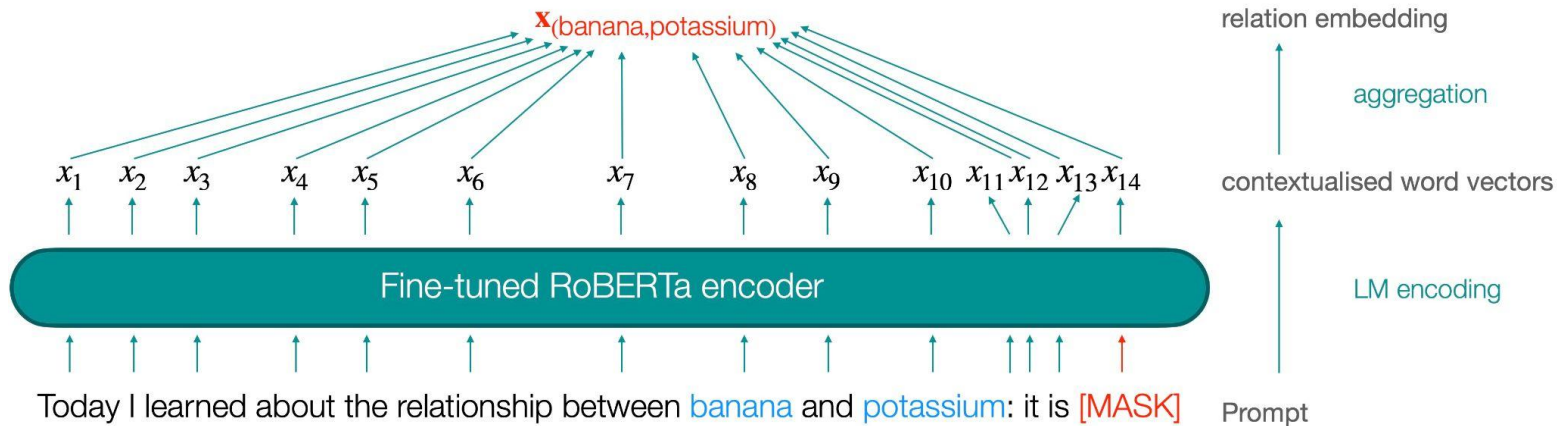 x(banana,potassium) relation embedding
aggregation
x1 x2 x3 x4 x5 x6 x7 x8 x9 x10 x11 x12 x13 x14 contextualised word vectors
Fine-tuned RoBERTa encoder LM encoding
Today I learned about the relationship between banana and potassium: it is [MASK] Prompt